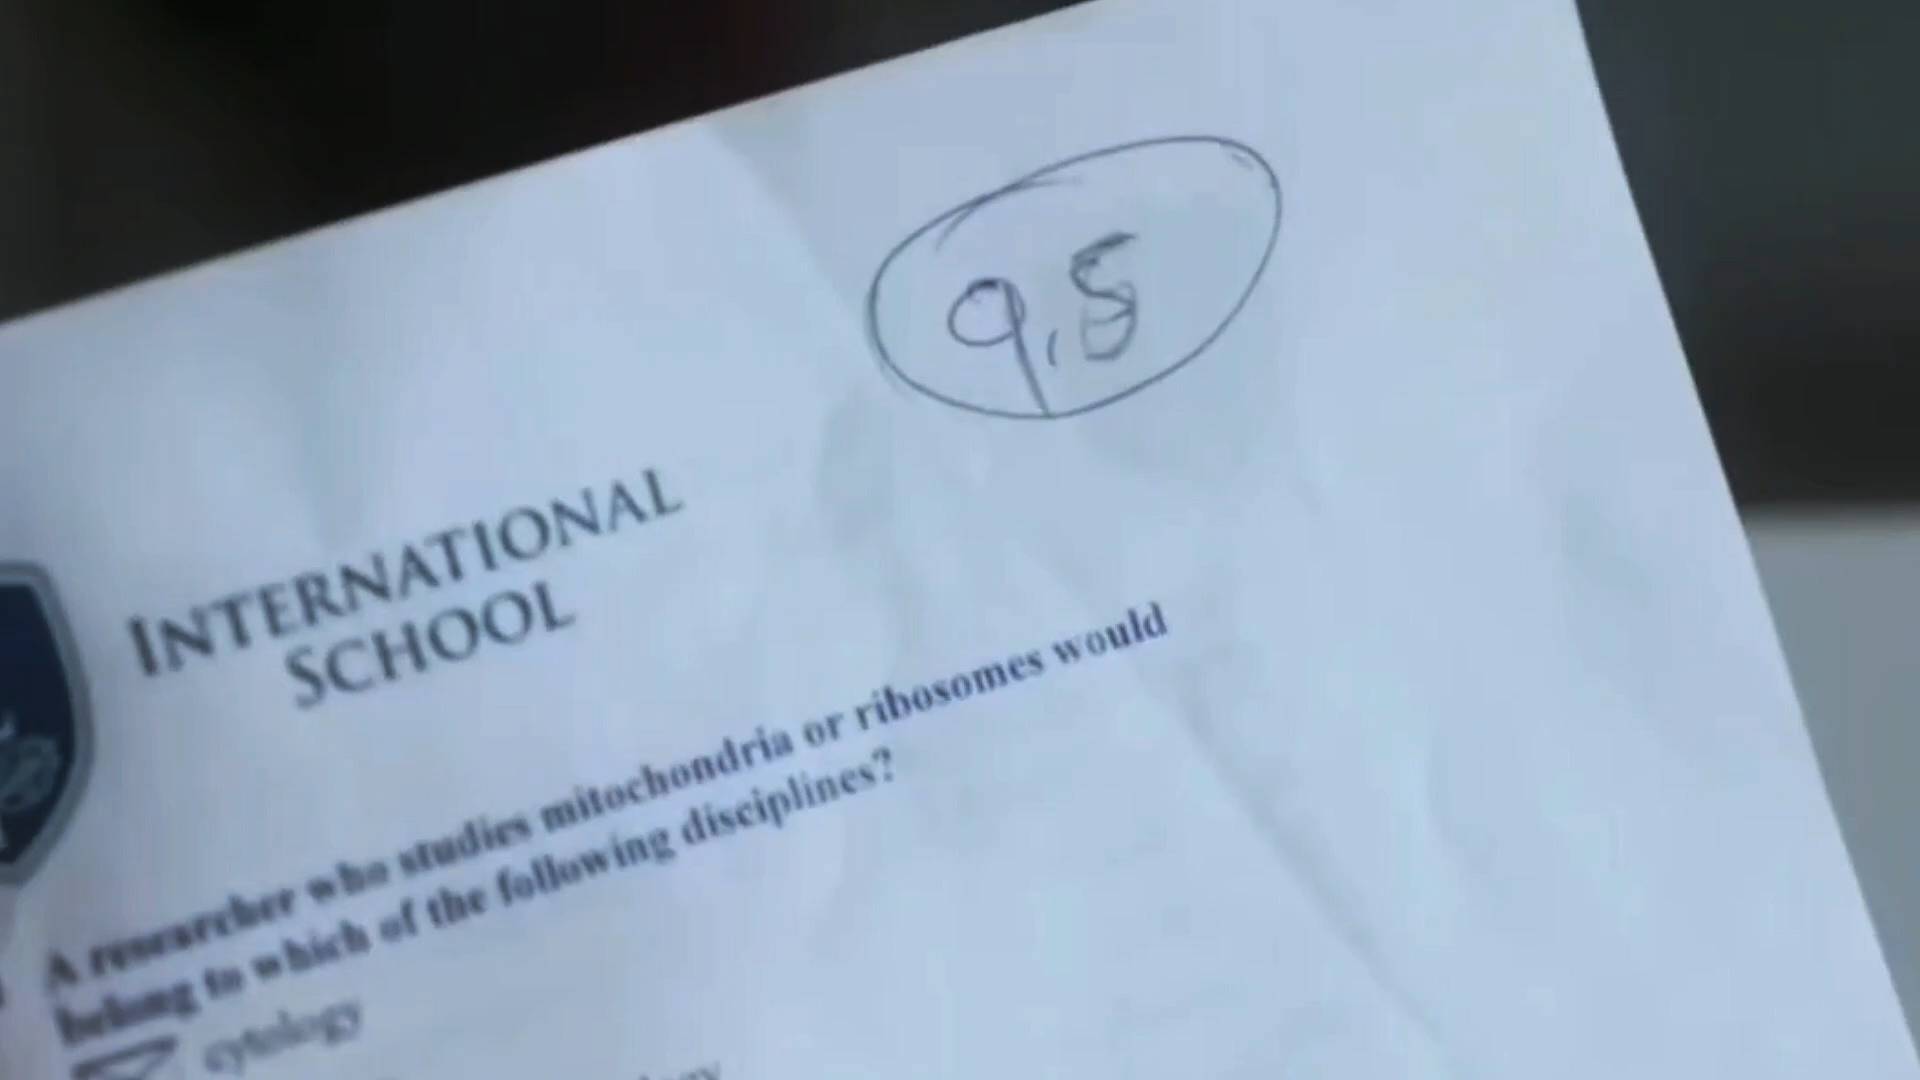 9,5
INTERNATIONAL
SCHOOL
A researcher who studies mitochondria or ribosomes would
belong to which of the following disciplines?
cytology